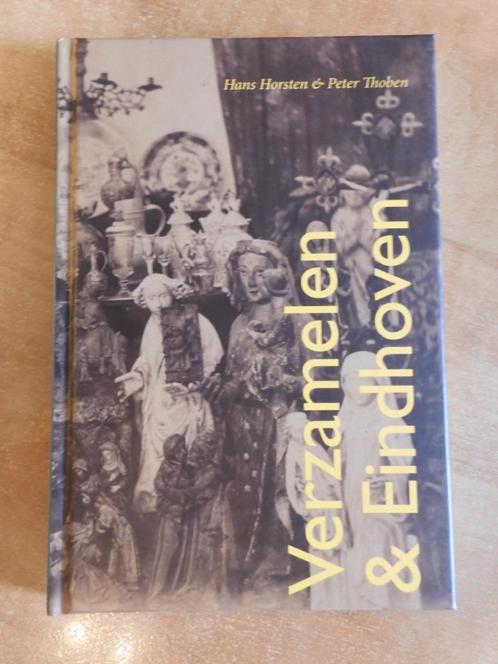 Hans Horsten & Peter Thoben
Verzamelen
& Eindhoven